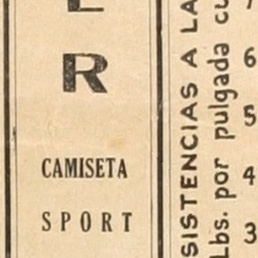 E
R
CAMISETA
SPORT
SISTENCIAS A LA
Lbs. por pulgada cu
6
5
4
3